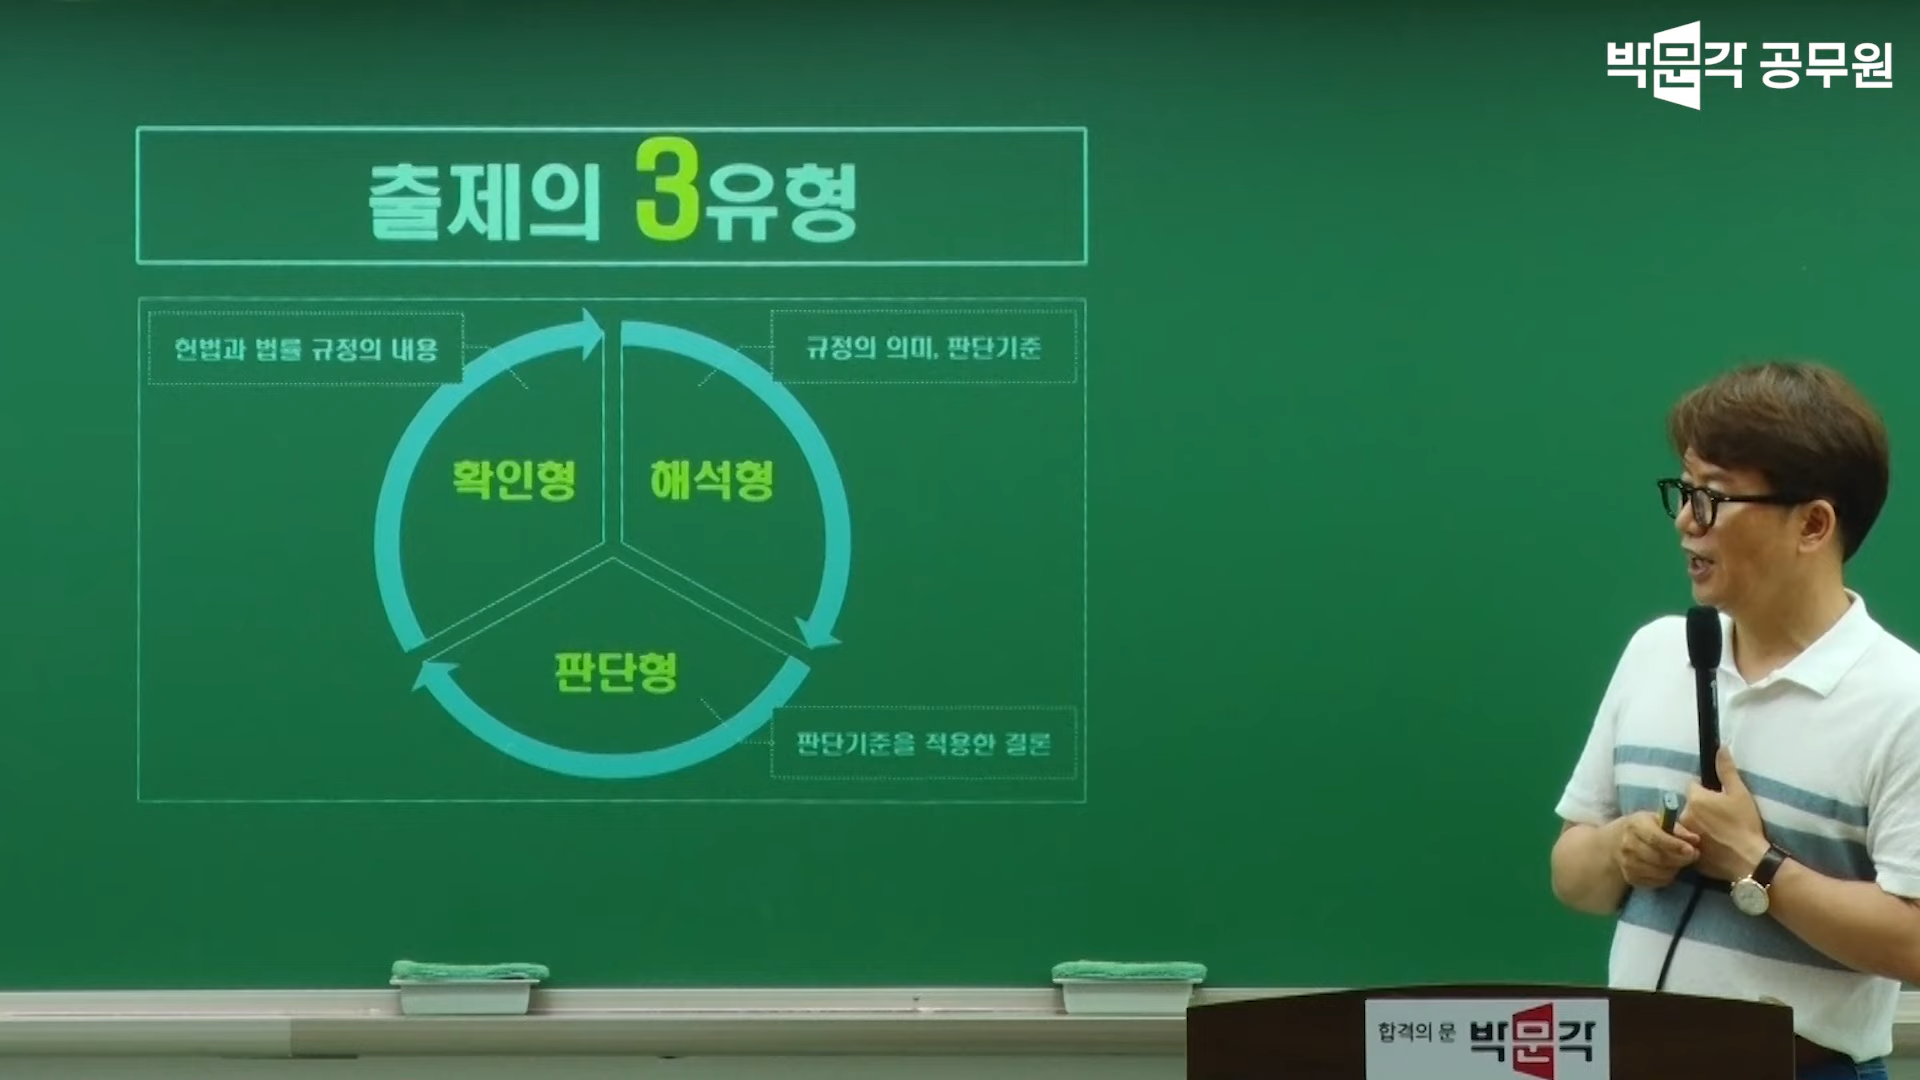 박문각 공무원
출제의 3유형
헌법과 법률 규정의 내용
규정의 의미, 판단기준
확인형
해석형
판단형
판단기준을 적용한 결론
합격의 문 박문각